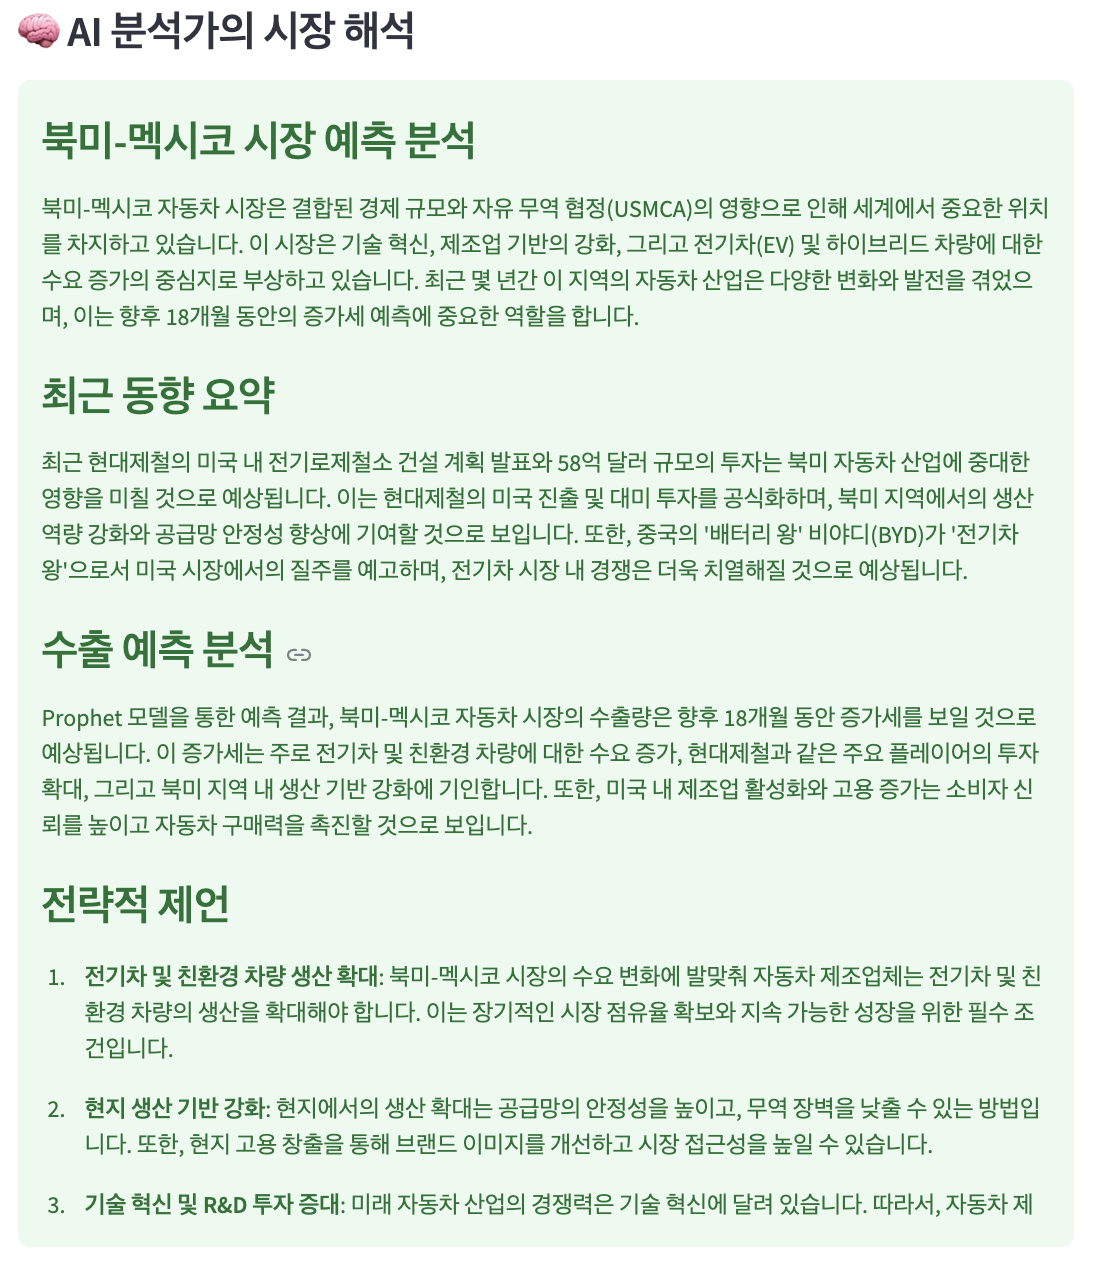 AI 분석가의 시장 해석
북미-멕시코 시장 예측 분석
북미-멕시코 자동차 시장은 결합된 경제 규모와 자유 무역 협정(USMCA)의 영향으로 인해 세계에서 중요한 위치
를 차지하고 있습니다. 이 시장은 기술 혁신, 제조업 기반의 강화, 그리고 전기차(EV) 및 하이브리드 차량에 대한
수요 증가의 중심지로 부상하고 있습니다. 최근 몇 년간 이 지역의 자동차 산업은 다양한 변화와 발전을 겪었으
며, 이는 향후 18개월 동안의 증가세 예측에 중요한 역할을 합니다.
최근 동향 요약
최근 현대제철의 미국 내 전기로제철소 건설 계획 발표와 58억 달러 규모의 투자는 북미 자동차 산업에 중대한
영향을 미칠 것으로 예상됩니다. 이는 현대제철의 미국 진출 및 대미 투자를 공식화하며, 북미 지역에서의 생산
역량 강화와 공급망 안정성 향상에 기여할 것으로 보입니다. 또한, 중국의 '배터리 왕' 비야디(BYD)가 '전기차
왕'으로서 미국 시장에서의 질주를 예고하며, 전기차 시장 내 경쟁은 더욱 치열해질 것으로 예상됩니다.
수출 예측 분석
Prophet 모델을 통한 예측 결과, 북미-멕시코 자동차 시장의 수출량은 향후 18개월 동안 증가세를 보일 것으로
예상됩니다. 이 증가세는 주로 전기차 및 친환경 차량에 대한 수요 증가, 현대제철과 같은 주요 플레이어의 투자
확대, 그리고 북미 지역 내 생산 기반 강화에 기인합니다. 또한, 미국 내 제조업 활성화와 고용 증가는 소비자 신
뢰를 높이고 자동차 구매력을 촉진할 것으로 보입니다.
전략적 제언
1. 전기차 및 친환경 차량 생산 확대: 북미-멕시코 시장의 수요 변화에 발맞춰 자동차 제조업체는 전기차 및 친
환경 차량의 생산을 확대해야 합니다. 이는 장기적인 시장 점유율 확보와 지속 가능한 성장을 위한 필수 조
건입니다.
2. 현지 생산 기반 강화: 현지에서의 생산 확대는 공급망의 안정성을 높이고, 무역 장벽을 낮출 수 있는 방법입
니다. 또한, 현지 고용 창출을 통해 브랜드 이미지를 개선하고 시장 접근성을 높일 수 있습니다.
3. 기술 혁신 및 R&D 투자 증대: 미래 자동차 산업의 경쟁력은 기술 혁신에 달려 있습니다. 따라서, 자동차 제